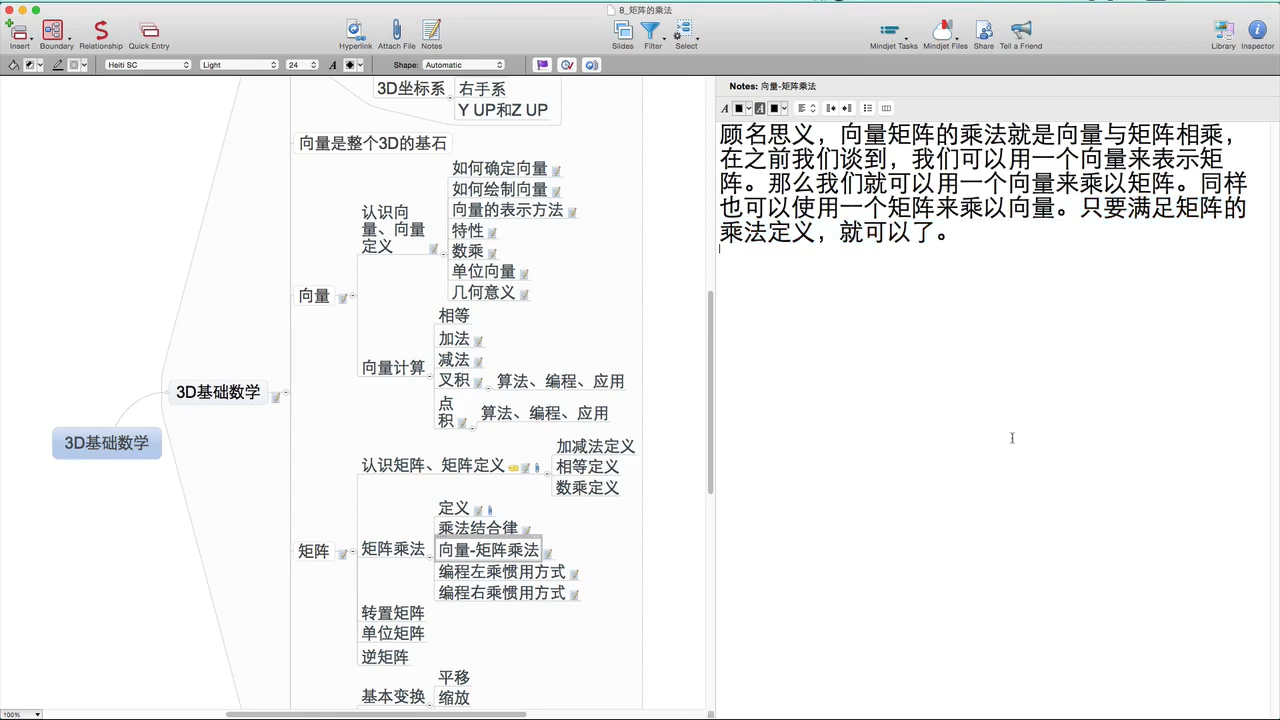 8_矩阵的乘法
Insert
Boundary
Relationship
Quick Entry
Hyperlink
Attach File
Notes
Slides
Filter
Select
Mindjet Tasks
Mindjet Files
Share
Tell a Friend
Library
Inspector
Heiti SC
Light
24
Shape:
Automatic
3D坐标系
右手系
Y UP和Z UP
向量是整个3D的基石
如何确定向量
如何绘制向量
向量的表示方法
特性
数乘
单位向量
几何意义
认识向
量、向量
定义
向量
相等
加法
减法
叉积
算法、编程、应用
点
积
算法、编程、应用
向量计算
3D基础数学
3D基础数学
认识矩阵、矩阵定义
加减法定义
相等定义
数乘定义
矩阵
矩阵乘法
定义
乘法结合律
向量-矩阵乘法
编程左乘惯用方式
编程右乘惯用方式
转置矩阵
单位矩阵
逆矩阵
基本变换
平移
缩放
100%
Notes: 向量-矩阵乘法
顾名思义，向量矩阵的乘法就是向量与矩阵相乘，
在之前我们谈到，我们可以用一个向量来表示矩
阵。那么我们就可以用一个向量来乘以矩阵。同样
也可以使用一个矩阵来乘以向量。只要满足矩阵的
乘法定义，就可以了。